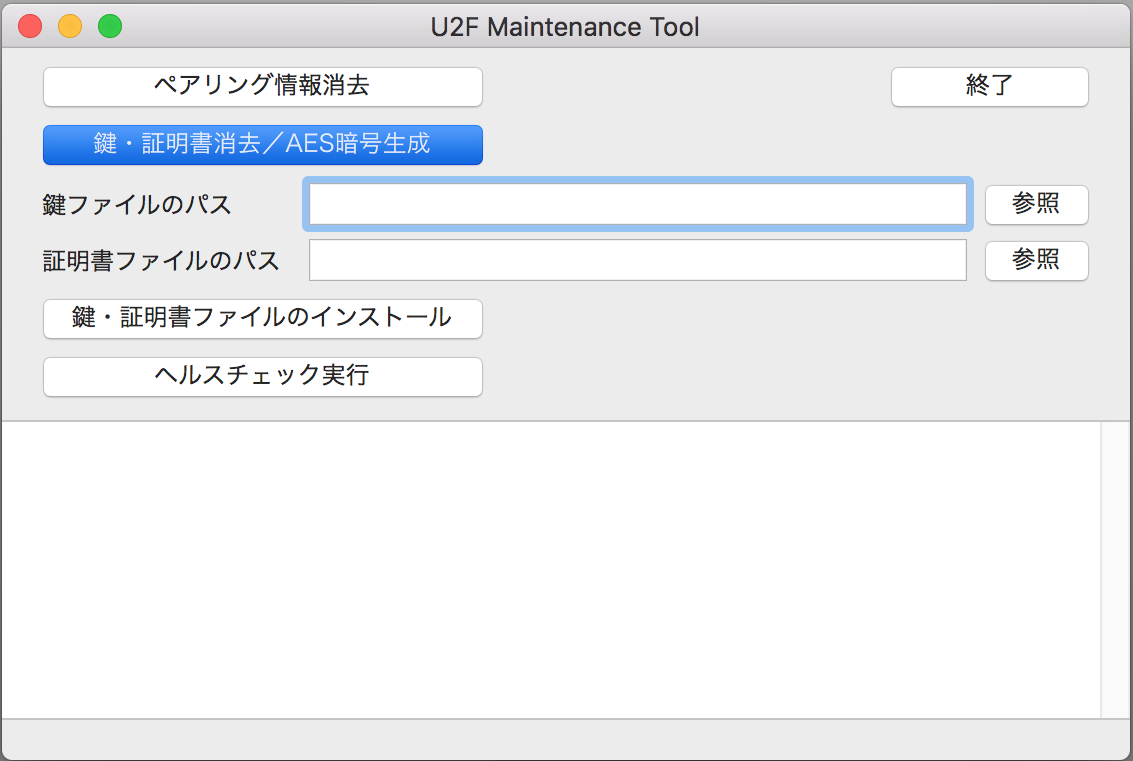 U2F Maintenance Tool
ペアリング情報消去 終了
鍵・証明書消去／AES暗号生成
鍵ファイルのパス 参照
証明書ファイルのパス 参照
鍵・証明書ファイルのインストール
ヘルスチェック実行